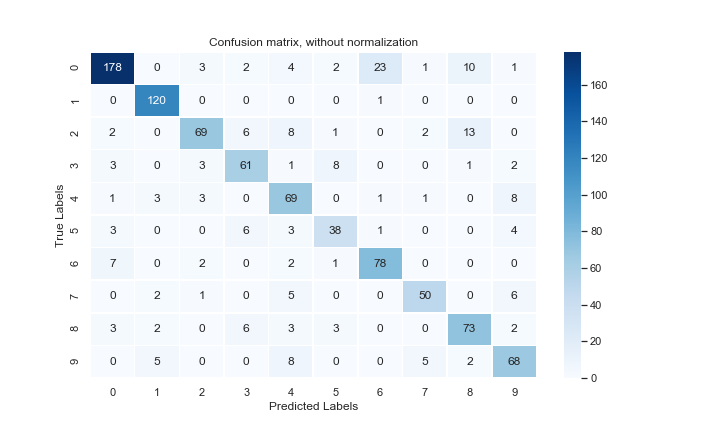 Confusion matrix, without normalization
0 178 0 3 2 4 2 23 1 10 1
1 0 120 0 0 0 0 1 0 0 0
2 2 0 69 6 8 1 0 2 13 0
3 3 0 3 61 1 8 0 0 1 2
4 1 3 3 0 69 0 1 1 0 8
5 3 0 0 6 3 38 1 0 0 4
6 7 0 2 0 2 1 78 0 0 0
7 0 2 1 0 5 0 0 50 0 6
8 3 2 0 6 3 3 0 0 73 2
9 0 5 0 0 8 0 0 5 2 68
0 1 2 3 4 5 6 7 8 9
True Labels
Predicted Labels
160
140
120
100
80
60
40
20
0